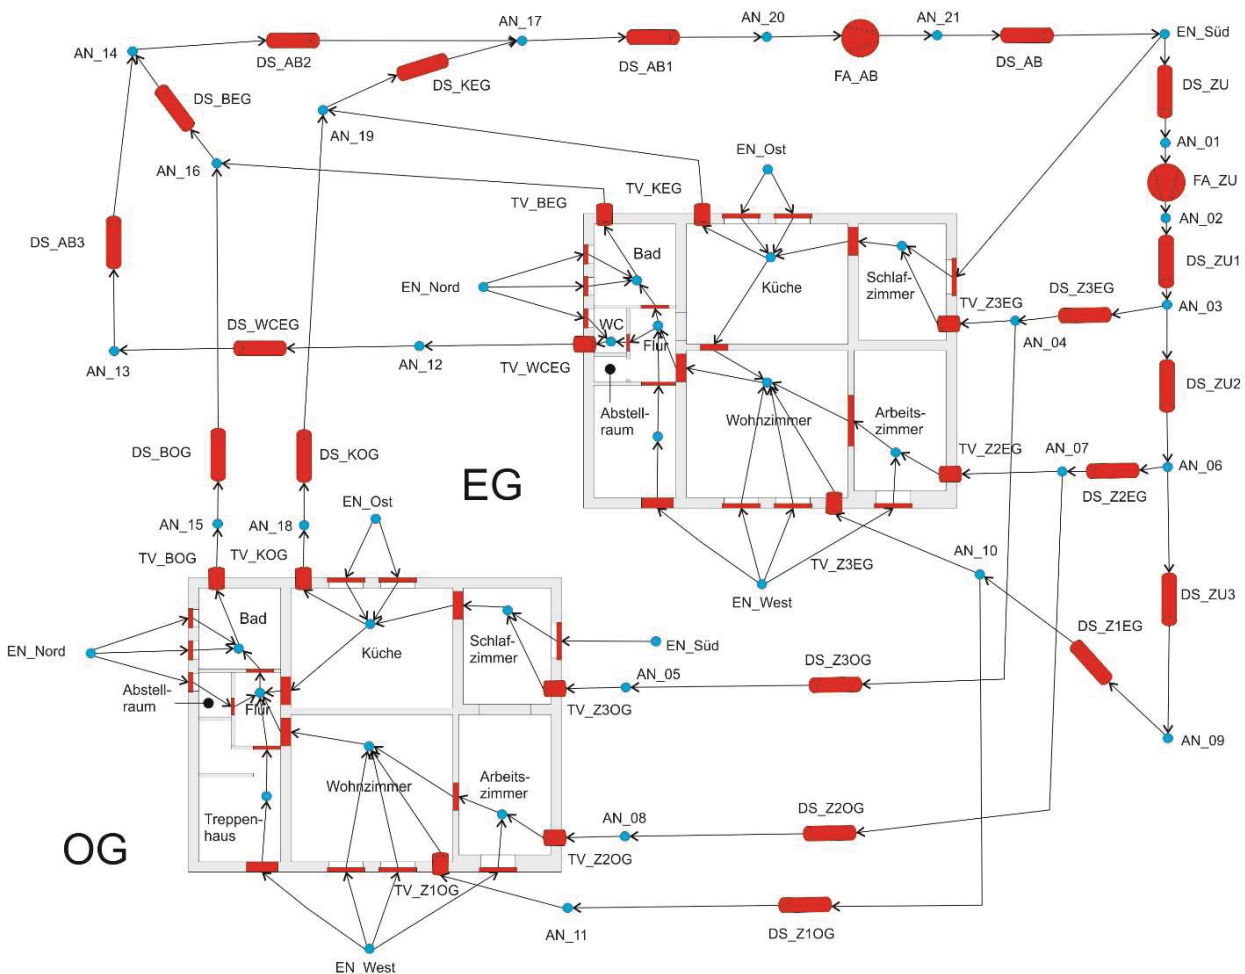 AN_17
AN_20
AN_21
EN_Süd
AN_14
DS_AB2
DS_KEG
DS_AB1
FA_AB
DS_AB
DS_ZU
DS_BEG
AN_19
AN_01
AN_16
EN_Ost
FA_ZU
TV_BEG
TV_KEG
AN_02
DS_AB3
Bad
Küche
Schlaf-
zimmer
DS_ZU1
EN_Nord
TV_Z3EG
DS_Z3EG
AN_03
DS_WCEG
WC
Flur
AN_04
AN_13
AN_12
TV_WCEG
DS_ZU2
Abstell-
raum
Wohnzimmer
Arbeits-
zimmer
DS_BOG
DS_KOG
EG
TV_Z2EG
AN_07
AN_06
DS_Z2EG
EN_Ost
AN_15
AN_18
TV_BOG
TV_KOG
TV_Z3EG
AN_10
EN_West
DS_ZU3
Bad
Küche
Schlaf-
zimmer
EN_Nord
EN_Süd
DS_Z1EG
Abstell-
raum
Flur
AN_05
DS_Z3OG
TV_Z3OG
AN_09
Wohnzimmer
Arbeits-
zimmer
Treppen-
haus
AN_08
DS_Z2OG
OG
TV_Z2OG
TV_Z1OG
AN_11
DS_Z1OG
EN_West